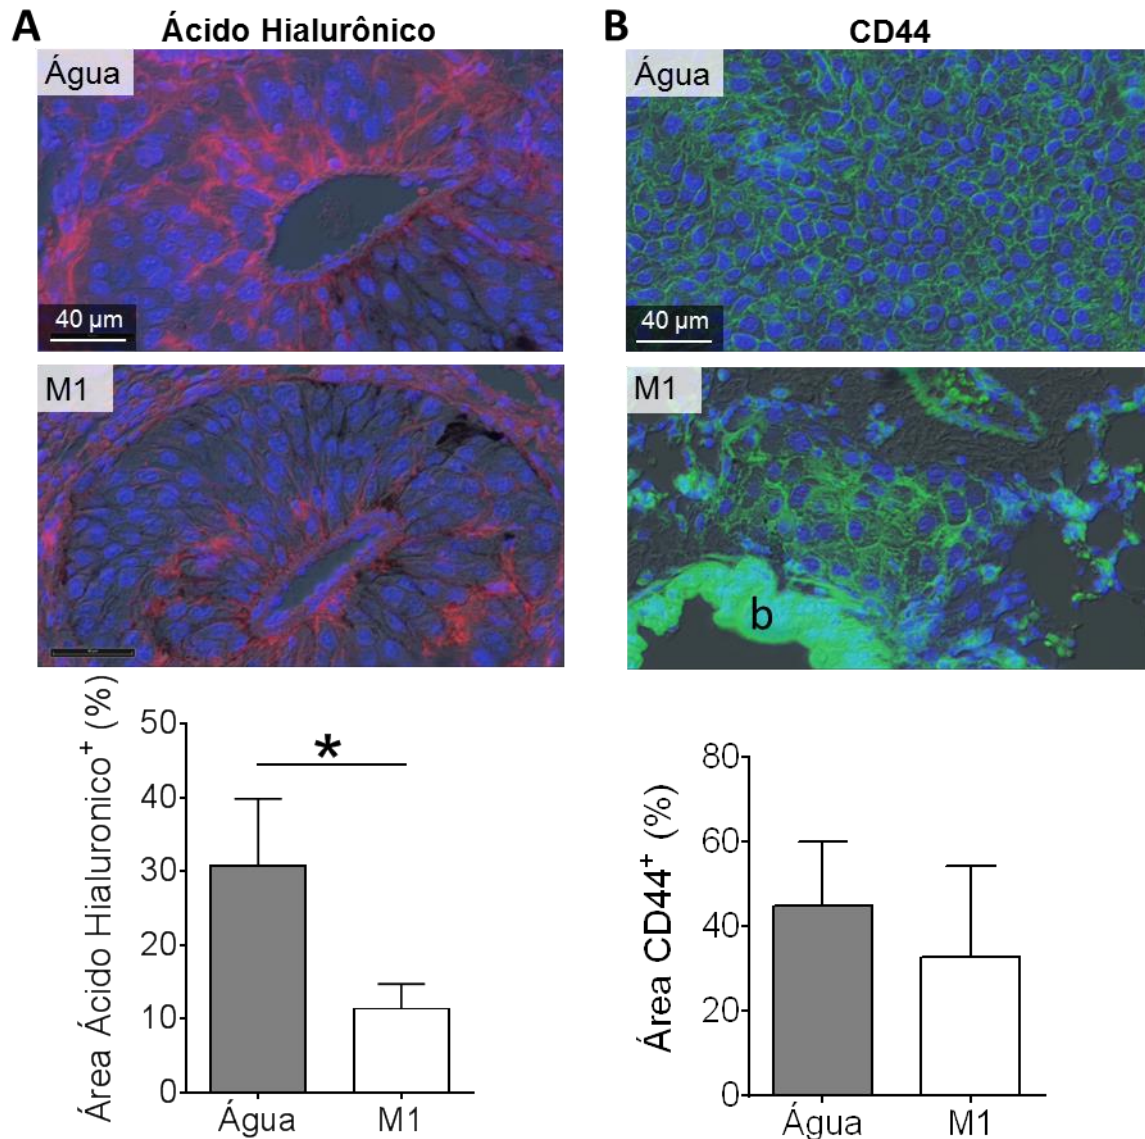 A
Ácido Hialurônico
Água
40 µm
M1
Área Ácido Hialuronico⁺ (%)
50
40
30
20
10
0
*
Água
M1
B
CD44
Água
40 µm
M1
b
Área CD44⁺ (%)
80
60
40
20
0
Água
M1